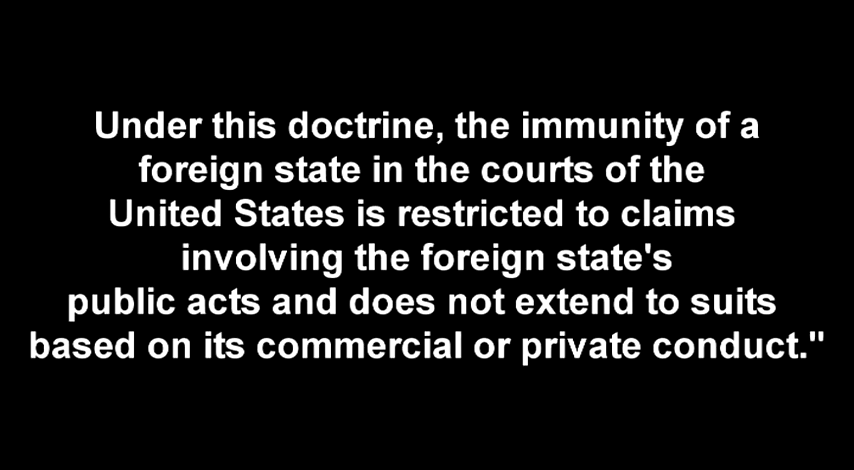 Under this doctrine, the immunity of a
foreign state in the courts of the
United States is restricted to claims
involving the foreign state's
public acts and does not extend to suits
based on its commercial or private conduct."